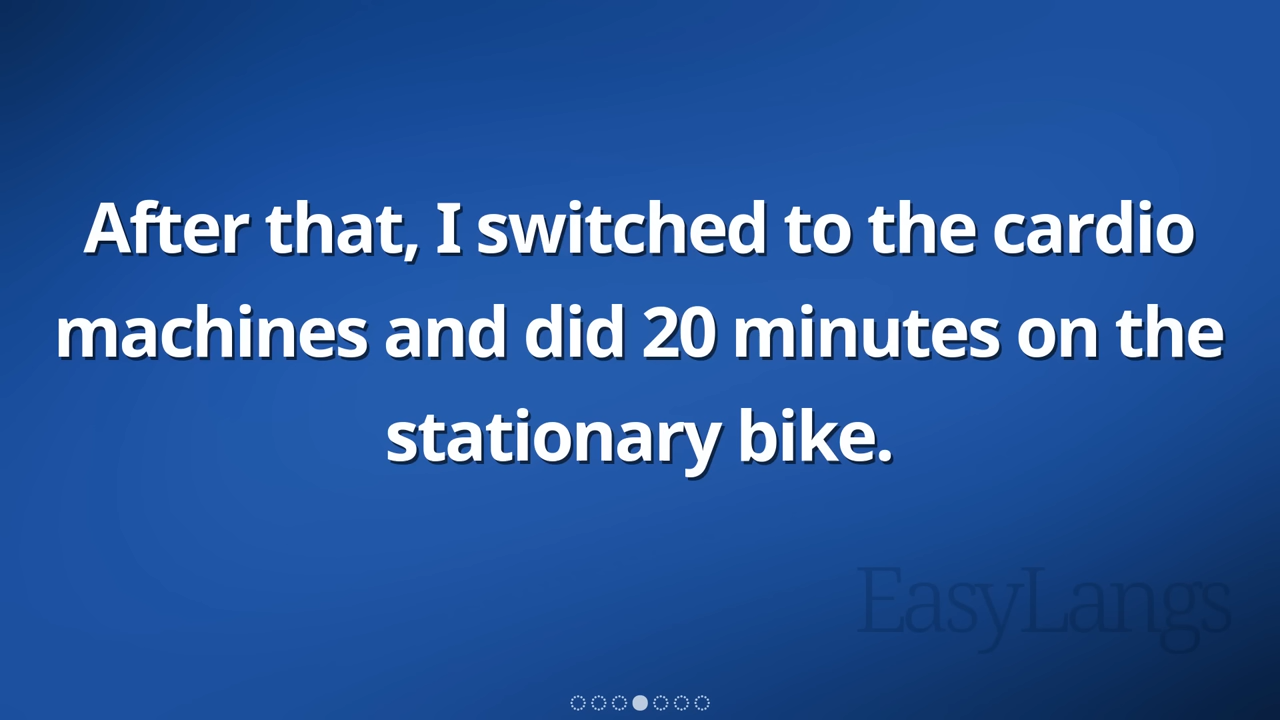 After that, I switched to the cardio
machines and did 20 minutes on the
stationary bike.
EasyLangs